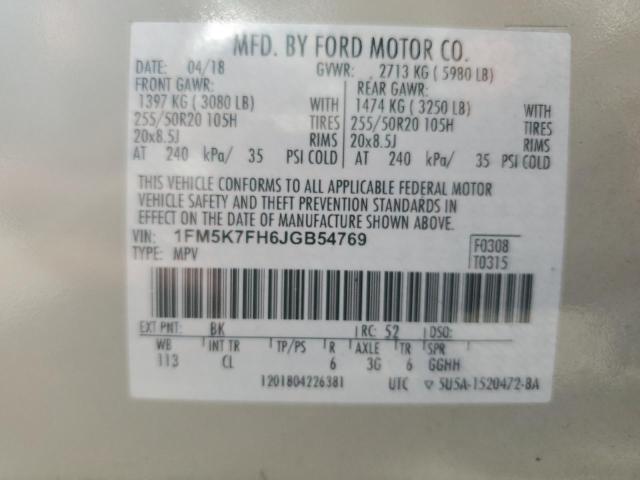 MFD. BY FORD MOTOR CO.
DATE: 04/18 GVWR: 2713 KG ( 5980 LB)
FRONT GAWR: REAR GAWR:
1397 KG ( 3080 LB) WITH 1474 KG ( 3250 LB) WITH
255/50R20 105H TIRES 255/50R20 105H TIRES
20x8.5J RIMS 20x8.5J RIMS
AT 240 kPa/ 35 PSI COLD AT 240 kPa/ 35 PSI COLD
THIS VEHICLE CONFORMS TO ALL APPLICABLE FEDERAL MOTOR
VEHICLE SAFETY AND THEFT PREVENTION STANDARDS IN
EFFECT ON THE DATE OF MANUFACTURE SHOWN ABOVE.
VIN: 1FM5K7FH6JGB54769 F0308
TYPE: MPV T0315
EXT PNT: BK RC: 52 DSO:
WB INT TR TP/PS R AXLE TR SPR
113 CL 6 3G 6 GGHH
1201804226381 UTC ▽ 5U5A-1520472-BA